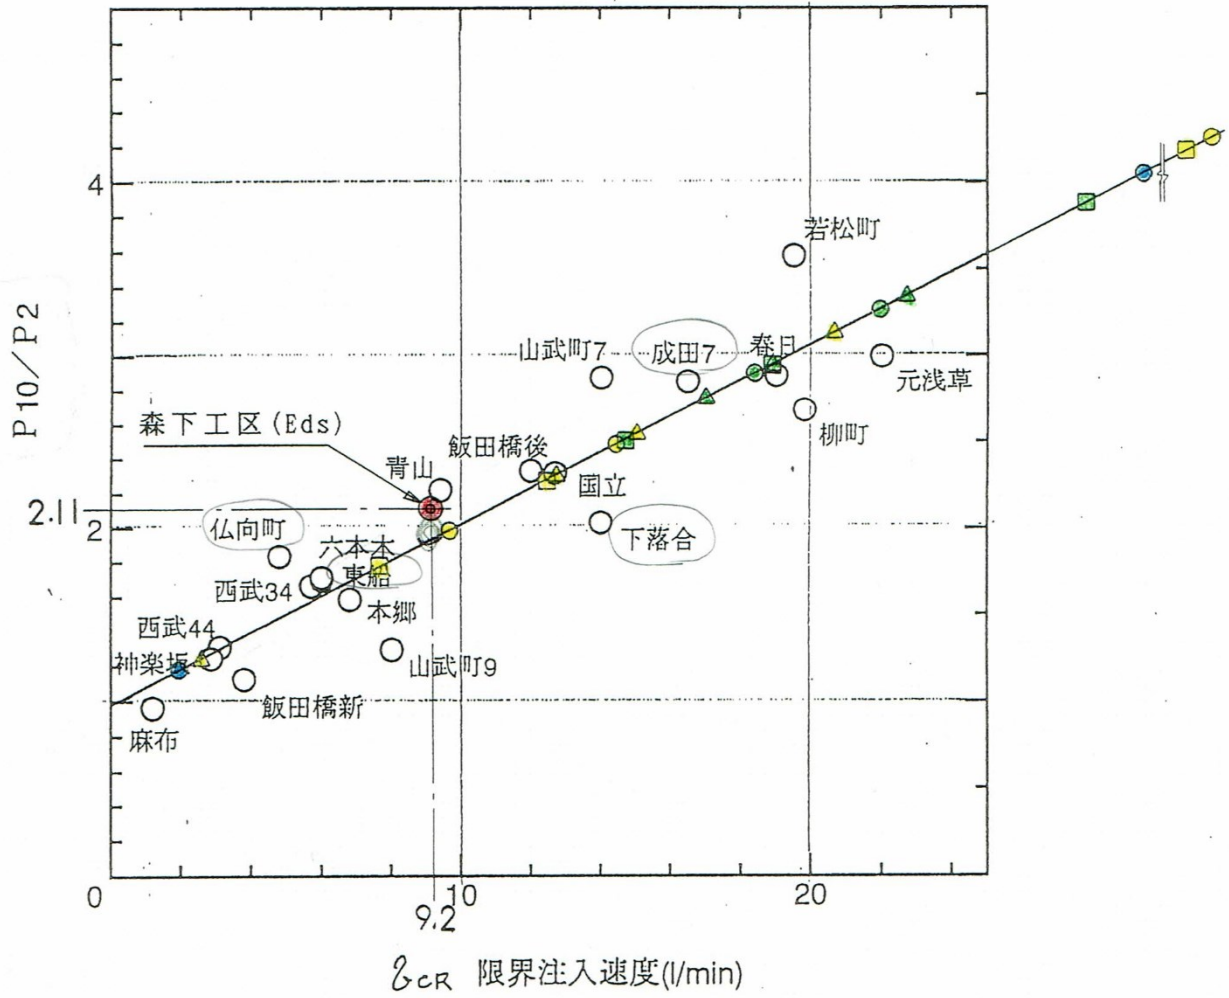 4
若松町
山武町7
成田7
春日
元浅草
柳町
P10/P2
森下工区(Eds)
飯田橋後
青山
国立
2.11
2
仏向町
下落合
六本木
東船
西武34
本郷
西武44
山武町9
神楽坂
飯田橋新
麻布
0
10
20
9.2
qcR 限界注入速度(l/min)